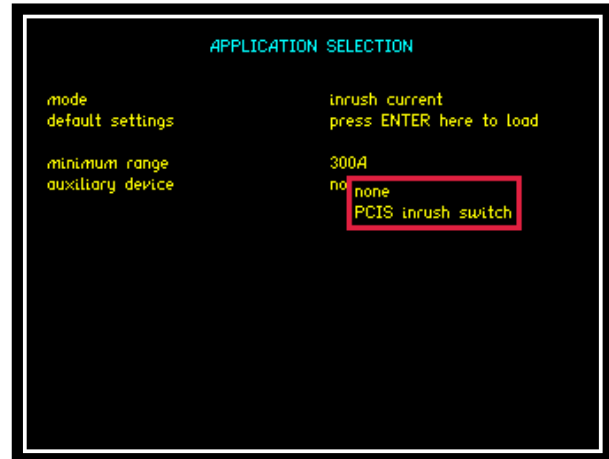 APPLICATION SELECTION
mode inrush current
default settings press ENTER here to load
minimum range 300A
auxiliary device no
none
PCIS inrush switch